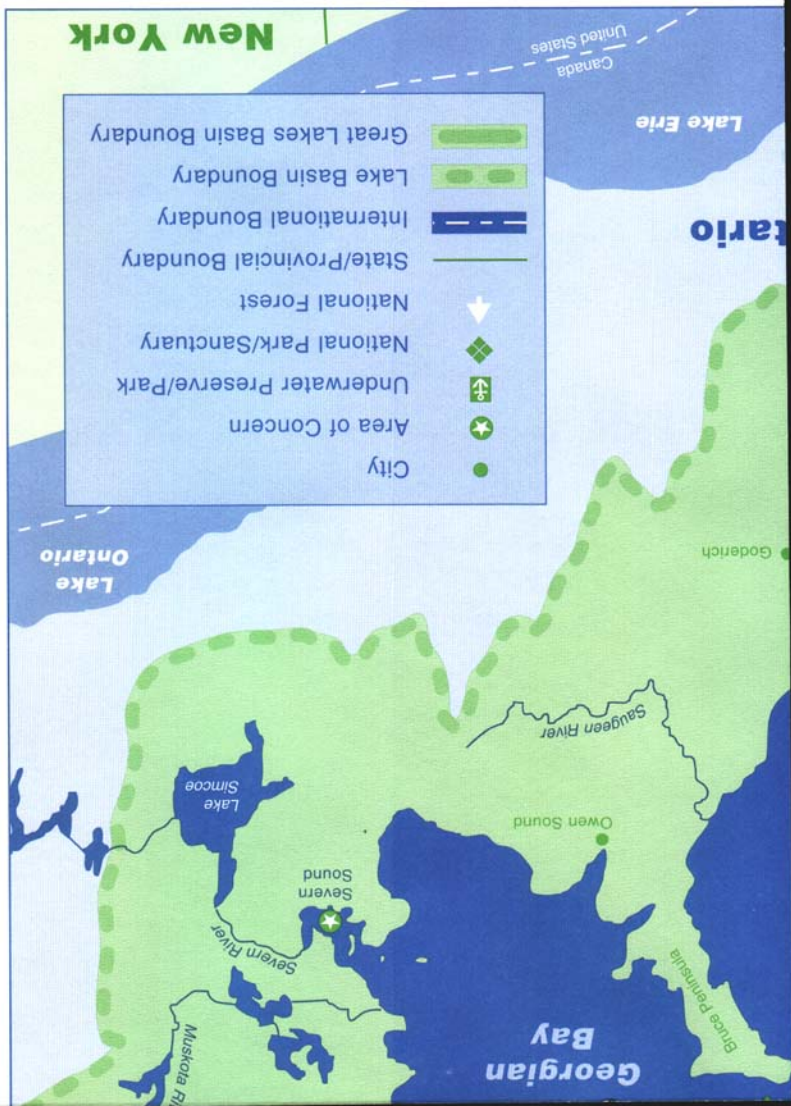 Georgian
Bay
Muskota Ri
Bruce Peninsula
Severn River
Severn
Sound
Owen Sound
Lake
Simcoe
Saugeen River
Goderich
Lake
Ontario
City
Area of Concern
Underwater Preserve/Park
National Park/Sanctuary
National Forest
State/Provincial Boundary
International Boundary
Lake Basin Boundary
Great Lakes Basin Boundary
tario
Lake Erie
Canada
United States
New York